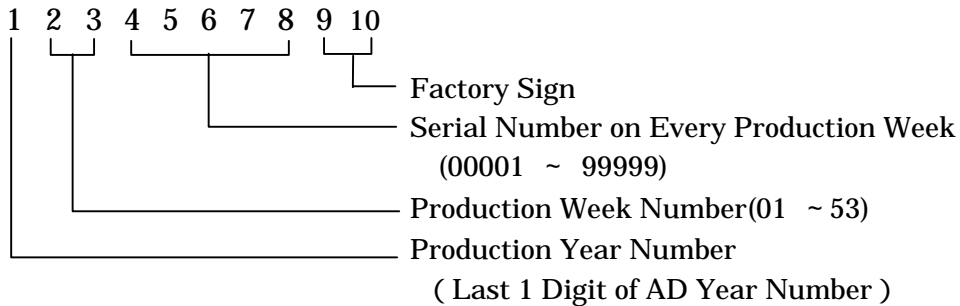 1 2 3 4 5 6 7 8 9 10
Factory Sign
Serial Number on Every Production Week
(00001 ~ 99999)
Production Week Number(01 ~ 53)
Production Year Number
( Last 1 Digit of AD Year Number )